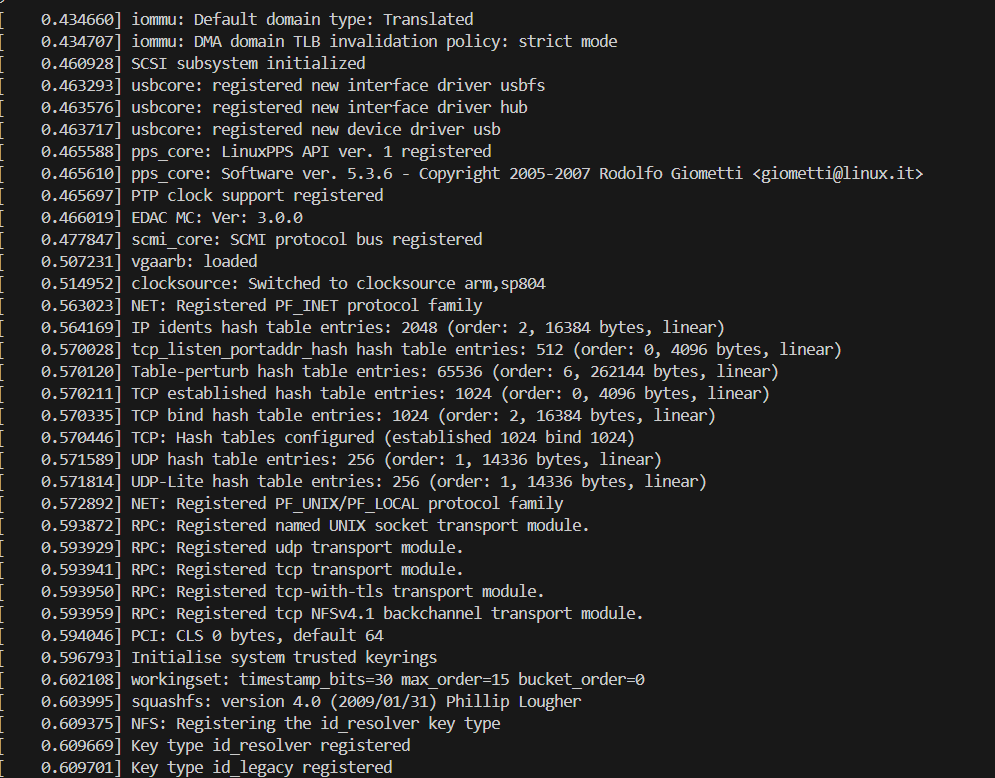 [    0.434660] iommu: Default domain type: Translated
[    0.434707] iommu: DMA domain TLB invalidation policy: strict mode
[    0.460928] SCSI subsystem initialized
[    0.463293] usbcore: registered new interface driver usbfs
[    0.463576] usbcore: registered new interface driver hub
[    0.463717] usbcore: registered new device driver usb
[    0.465588] pps_core: LinuxPPS API ver. 1 registered
[    0.465610] pps_core: Software ver. 5.3.6 - Copyright 2005-2007 Rodolfo Giometti <giometti@linux.it>
[    0.465697] PTP clock support registered
[    0.466019] EDAC MC: Ver: 3.0.0
[    0.477847] scmi_core: SCMI protocol bus registered
[    0.507231] vgaarb: loaded
[    0.514952] clocksource: Switched to clocksource arm,sp804
[    0.563023] NET: Registered PF_INET protocol family
[    0.564169] IP idents hash table entries: 2048 (order: 2, 16384 bytes, linear)
[    0.570028] tcp_listen_portaddr_hash hash table entries: 512 (order: 0, 4096 bytes, linear)
[    0.570120] Table-perturb hash table entries: 65536 (order: 6, 262144 bytes, linear)
[    0.570211] TCP established hash table entries: 1024 (order: 0, 4096 bytes, linear)
[    0.570335] TCP bind hash table entries: 1024 (order: 2, 16384 bytes, linear)
[    0.570446] TCP: Hash tables configured (established 1024 bind 1024)
[    0.571589] UDP hash table entries: 256 (order: 1, 14336 bytes, linear)
[    0.571814] UDP-Lite hash table entries: 256 (order: 1, 14336 bytes, linear)
[    0.572892] NET: Registered PF_UNIX/PF_LOCAL protocol family
[    0.593872] RPC: Registered named UNIX socket transport module.
[    0.593929] RPC: Registered udp transport module.
[    0.593941] RPC: Registered tcp transport module.
[    0.593950] RPC: Registered tcp-with-tls transport module.
[    0.593959] RPC: Registered tcp NFSv4.1 backchannel transport module.
[    0.594046] PCI: CLS 0 bytes, default 64
[    0.596793] Initialise system trusted keyrings
[    0.602108] workingset: timestamp_bits=30 max_order=15 bucket_order=0
[    0.603995] squashfs: version 4.0 (2009/01/31) Phillip Lougher
[    0.609375] NFS: Registering the id_resolver key type
[    0.609669] Key type id_resolver registered
[    0.609701] Key type id_legacy registered